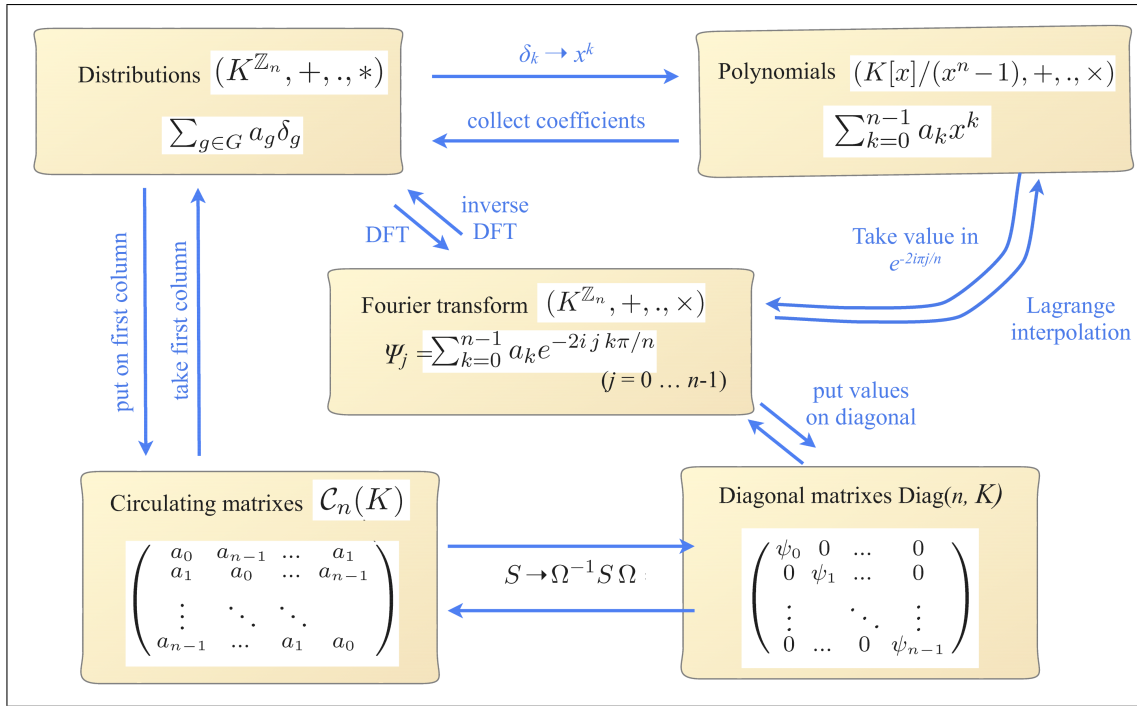 Distributions (K^{ℤ_n}, +, ., *)
∑_{g∈G} a_g δ_g
δ_k → x^k
collect coefficients
Polynomials (K[x]/(x^n − 1), +, ., ×)
∑_{k=0}^{n−1} a_k x^k
put on first column
take first column
DFT
inverse
DFT
Take value in
e^{-2iπj/n}
Lagrange
interpolation
Fourier transform (K^{ℤ_n}, +, ., ×)
Ψ_j = ∑_{k=0}^{n−1} a_k e^{−2i j kπ/n}
(j = 0 … n-1)
put values
on diagonal
Circulating matrixes 𝒞_n(K)
a_0 a_{n−1} ... a_1
a_1 a_0 ... a_{n−1}
⋮ ⋱ ⋱
a_{n−1} ... a_1 a_0
S → Ω^{−1} S Ω
Diagonal matrixes Diag(n, K)
ψ_0 0 ... 0
0 ψ_1 ... 0
⋮ ⋱ ⋮
0 ... 0 ψ_{n−1}